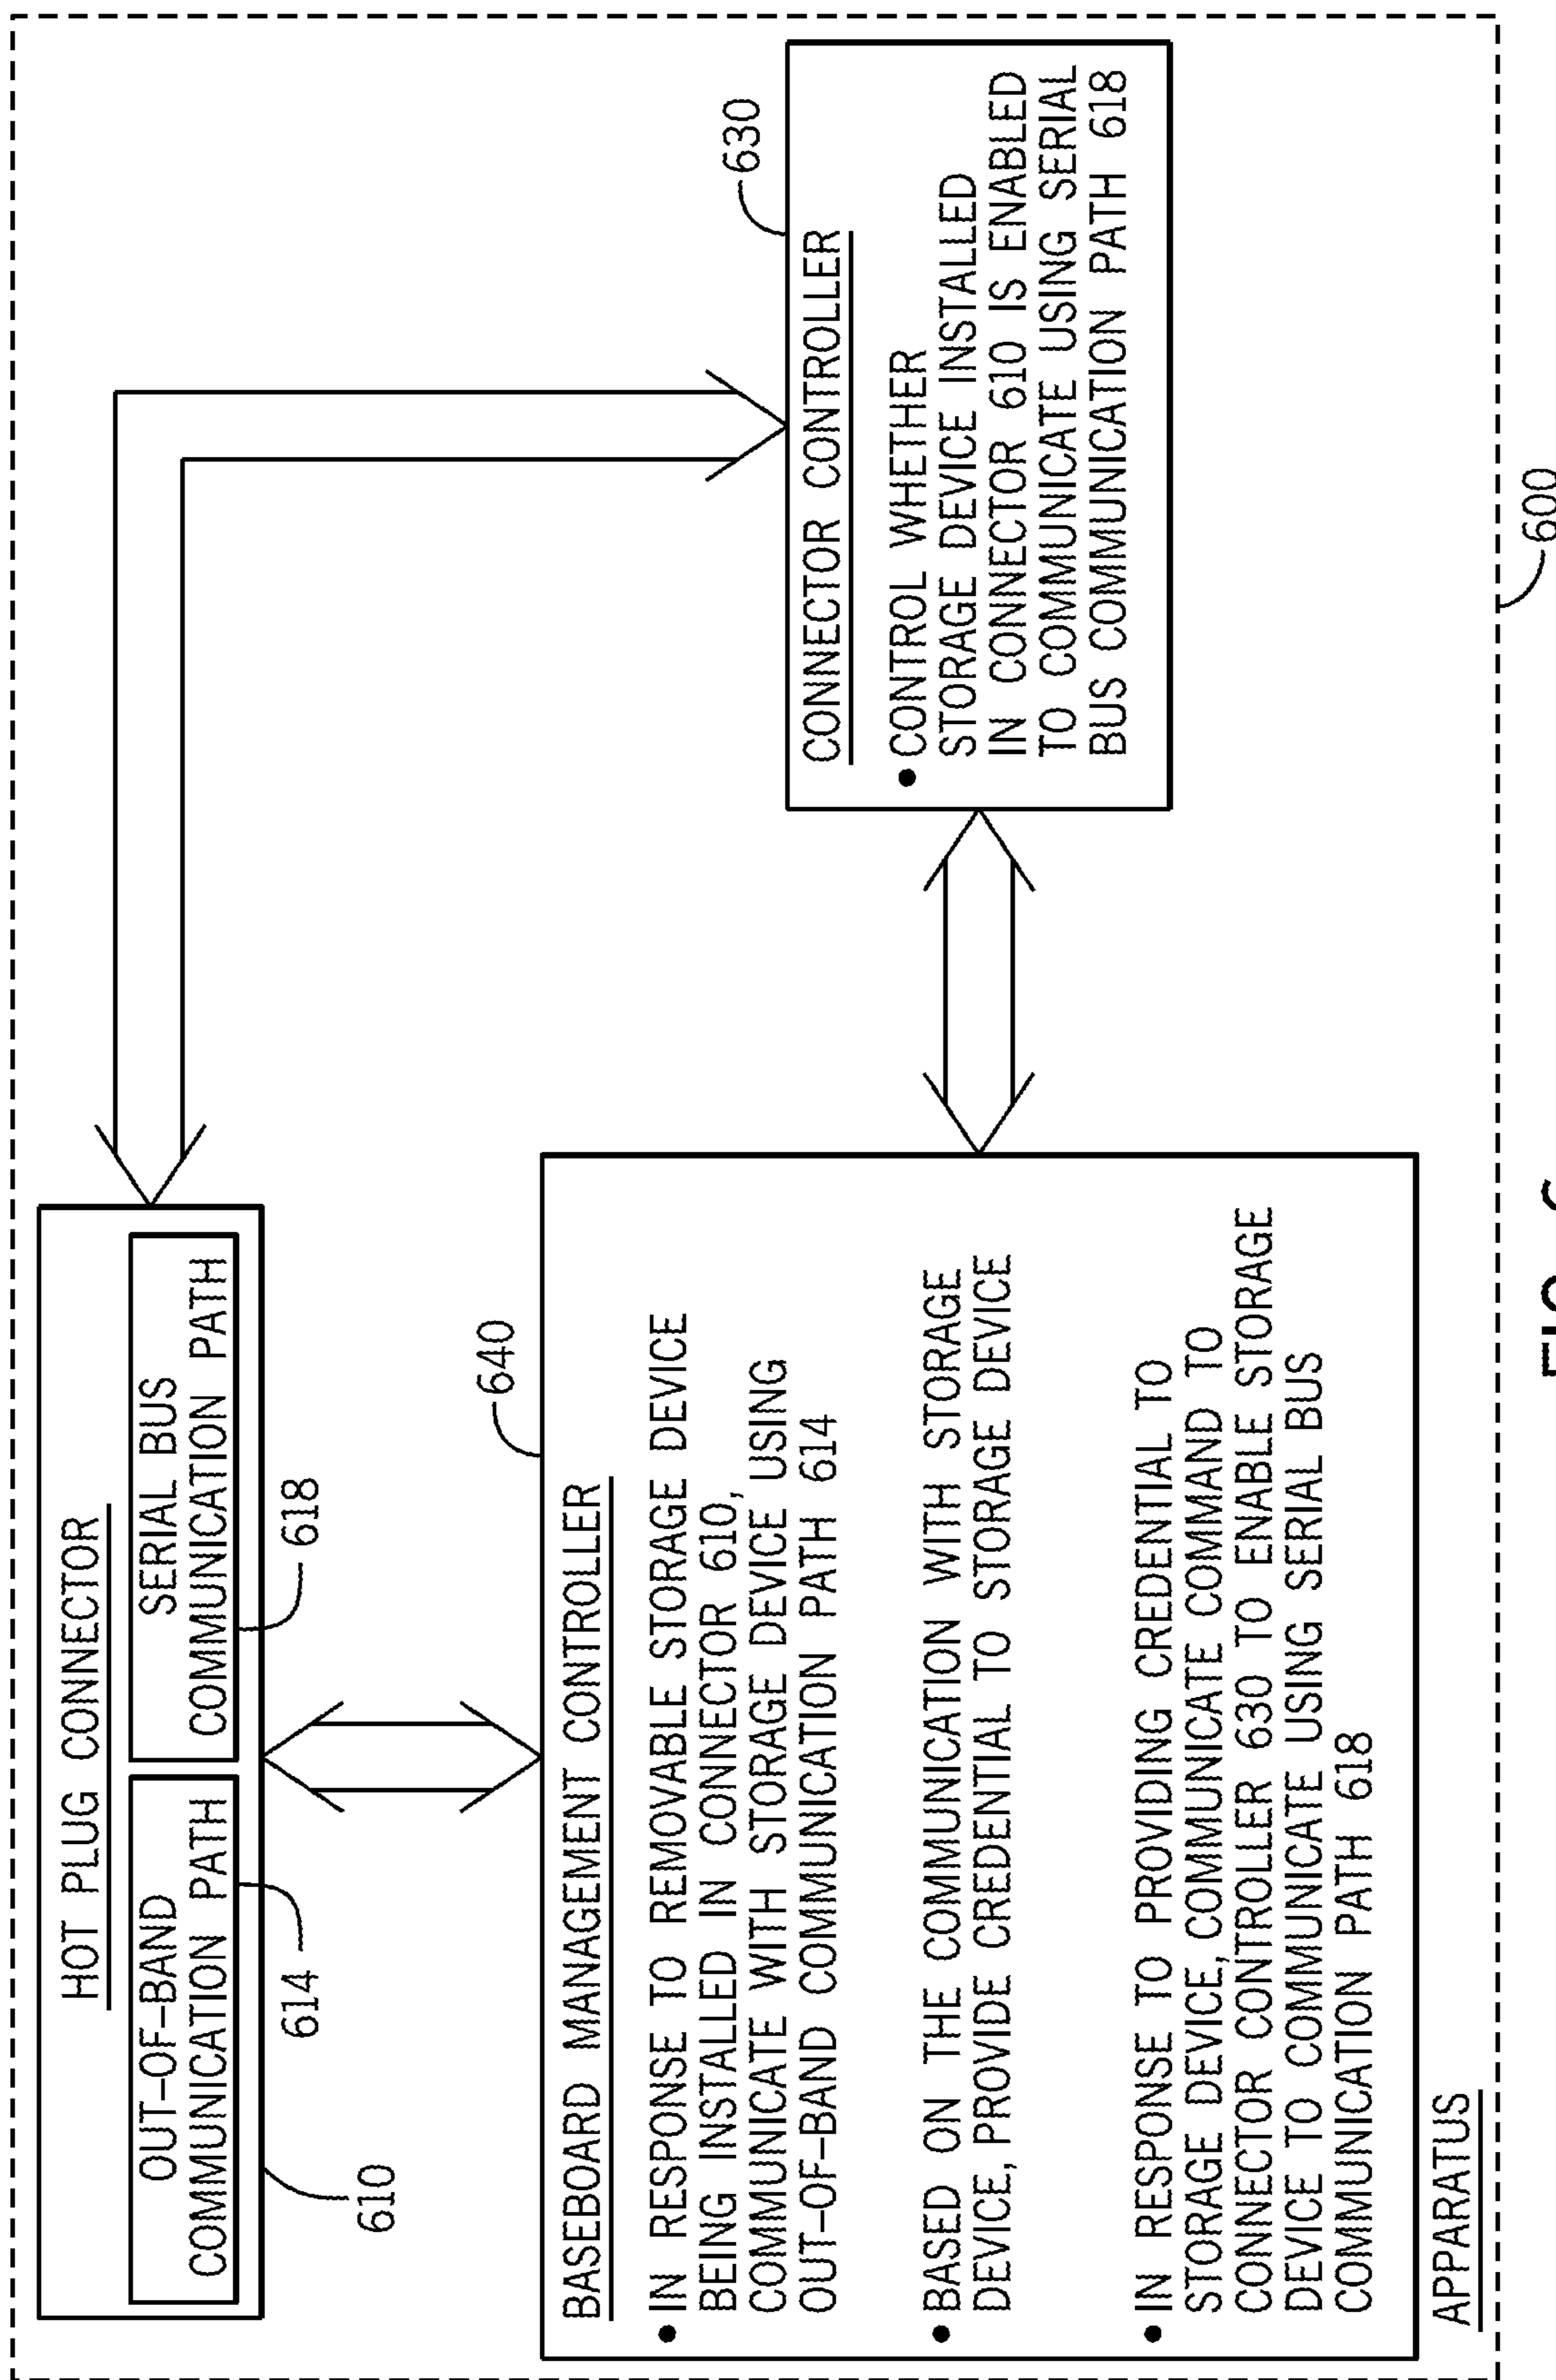 HOT PLUG CONNECTOR
OUT-OF-BAND
COMMUNICATION PATH
SERIAL BUS
COMMUNICATION PATH
614
618
610
640
BASEBOARD MANAGEMENT CONTROLLER
• IN RESPONSE TO REMOVABLE STORAGE DEVICE
BEING INSTALLED IN CONNECTOR 610,
COMMUNICATE WITH STORAGE DEVICE USING
OUT-OF-BAND COMMUNICATION PATH 614
• BASED ON THE COMMUNICATION WITH STORAGE
DEVICE, PROVIDE CREDENTIAL TO STORAGE DEVICE
• IN RESPONSE TO PROVIDING CREDENTIAL TO
STORAGE DEVICE, COMMUNICATE COMMAND TO
CONNECTOR CONTROLLER 630 TO ENABLE STORAGE
DEVICE TO COMMUNICATE USING SERIAL BUS
COMMUNICATION PATH 618
630
CONNECTOR CONTROLLER
• CONTROL WHETHER
STORAGE DEVICE INSTALLED
IN CONNECTOR 610 IS ENABLED
TO COMMUNICATE USING SERIAL
BUS COMMUNICATION PATH 618
APPARATUS
600